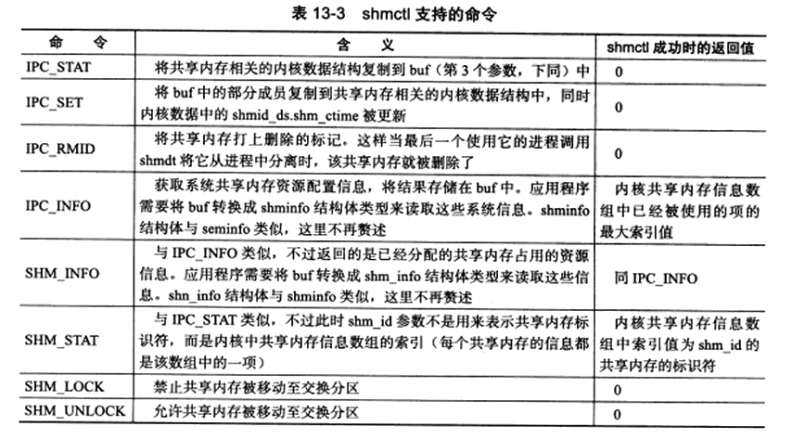 表 13-3 shmctl 支持的命令
命 令 含 义 shmctl 成功时的返回值
IPC_STAT 将共享内存相关的内核数据结构复制到 buf（第 3 个参数，下同）中 0
将 buf 中的部分成员复制到共享内存相关的内核数据结构中，同时
IPC_SET 0
内核数据中的 shmid_ds.shm_ctime 被更新
将共享内存打上删除的标记。这样当最后一个使用它的进程调用
IPC_RMID 0
shmdt 将它从进程中分离时，该共享内存就被删除了
获取系统共享内存资源配置信息，将结果存储在 buf 中。应用程序 内核共享内存信息数
IPC_INFO 需要将 buf 转换成 shminfo 结构体类型来读取这些系统信息。shminfo 组中已经被使用的项的
结构体与 seminfo 类似，这里不再赘述 最大索引值
与 IPC_INFO 类似，不过返回的是已经分配的共享内存占用的资源
SHM_INFO 信息。应用程序需要将 buf 转换成 shm_info 结构体类型来读取这些信 同 IPC_INFO
息。shn_info 结构体与 shminfo 类似，这里不再赘述
与 IPC_STAT 类似，不过此时 shm_id 参数不是用来表示共享内存标 内核共享内存信息数
SHM_STAT 识符，而是内核中共享内存信息数组的索引（每个共享内存的信息都 组中索引值为 shm_id 的
是该数组中的一项） 共享内存的标识符
SHM_LOCK 禁止共享内存被移动至交换分区 0
SHM_UNLOCK 允许共享内存被移动至交换分区 0